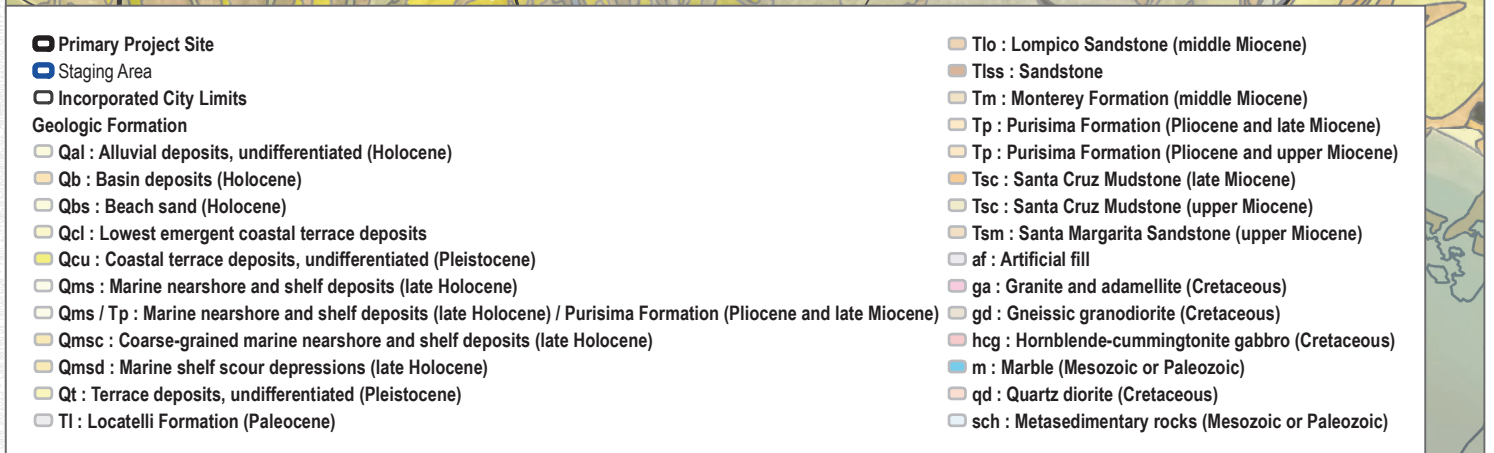 Primary Project Site
Staging Area
Incorporated City Limits
Geologic Formation
Qal : Alluvial deposits, undifferentiated (Holocene)
Qb : Basin deposits (Holocene)
Qbs : Beach sand (Holocene)
Qcl : Lowest emergent coastal terrace deposits
Qcu : Coastal terrace deposits, undifferentiated (Pleistocene)
Qms : Marine nearshore and shelf deposits (late Holocene)
Qms / Tp : Marine nearshore and shelf deposits (late Holocene) / Purisima Formation (Pliocene and late Miocene)
Qmsc : Coarse-grained marine nearshore and shelf deposits (late Holocene)
Qmsd : Marine shelf scour depressions (late Holocene)
Qt : Terrace deposits, undifferentiated (Pleistocene)
Tl : Locatelli Formation (Paleocene)
Tlo : Lompico Sandstone (middle Miocene)
Tlss : Sandstone
Tm : Monterey Formation (middle Miocene)
Tp : Purisima Formation (Pliocene and late Miocene)
Tp : Purisima Formation (Pliocene and upper Miocene)
Tsc : Santa Cruz Mudstone (late Miocene)
Tsc : Santa Cruz Mudstone (upper Miocene)
Tsm : Santa Margarita Sandstone (upper Miocene)
af : Artificial fill
ga : Granite and adamellite (Cretaceous)
gd : Gneissic granodiorite (Cretaceous)
hcg : Hornblende-cummingtonite gabbro (Cretaceous)
m : Marble (Mesozoic or Paleozoic)
qd : Quartz diorite (Cretaceous)
sch : Metasedimentary rocks (Mesozoic or Paleozoic)